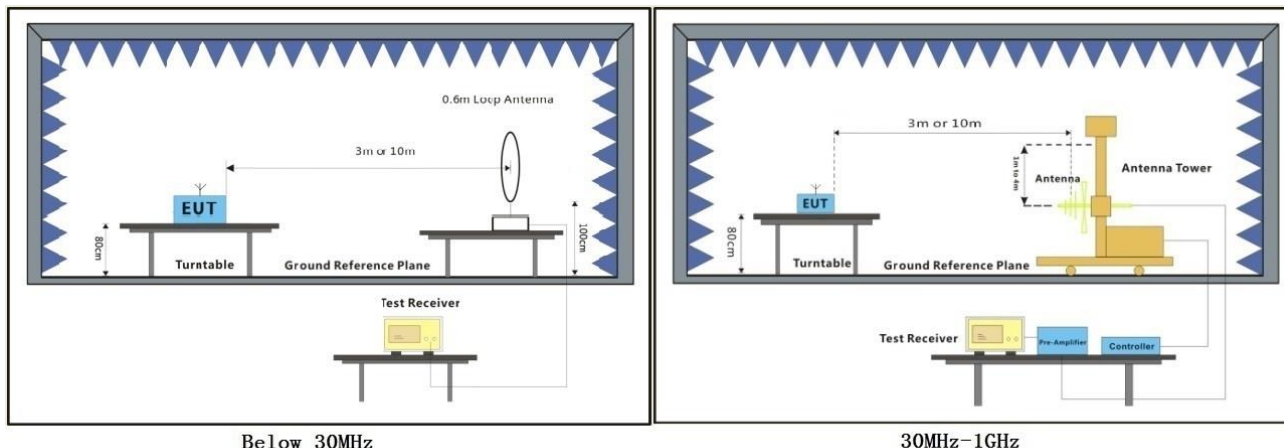 0.6m Loop Antenna
3m or 10m
EUT
80cm
100cm
Turntable
Ground Reference Plane
Test Receiver
Below 30MHz
3m or 10m
1m to 4m
Antenna
Antenna Tower
EUT
80cm
Turntable
Ground Reference Plane
Test Receiver
Pre-Amplifier
Controller
30MHz-1GHz